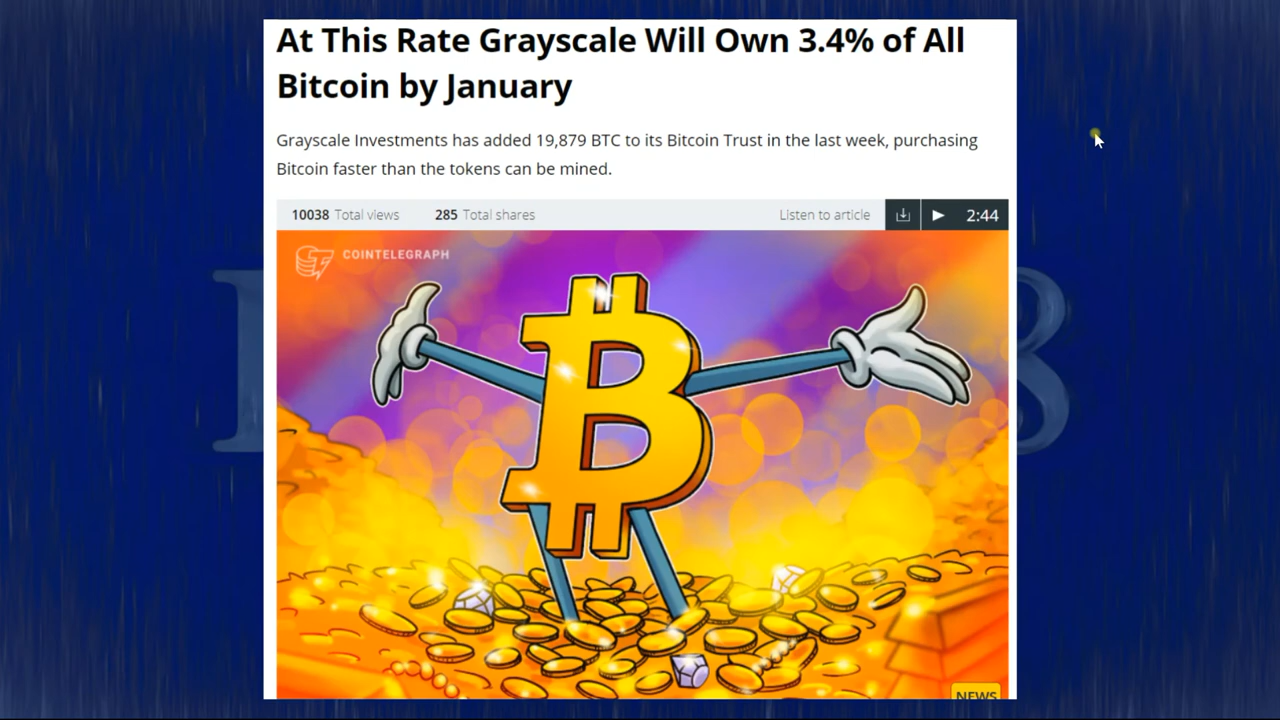 At This Rate Grayscale Will Own 3.4% of All
Bitcoin by January
Grayscale Investments has added 19,879 BTC to its Bitcoin Trust in the last week, purchasing
Bitcoin faster than the tokens can be mined.
10038 Total views 285 Total shares Listen to article 2:44
COINTELEGRAPH
NEWS